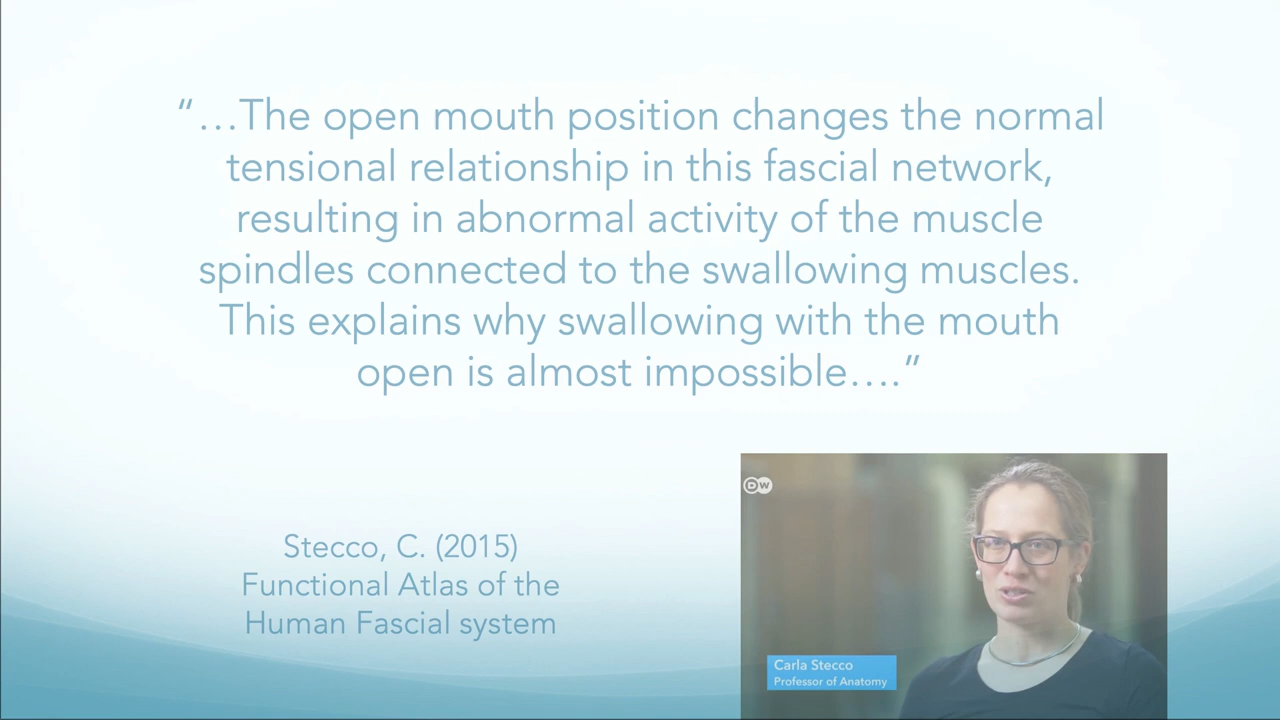 “…The open mouth position changes the normal
tensional relationship in this fascial network,
resulting in abnormal activity of the muscle
spindles connected to the swallowing muscles.
This explains why swallowing with the mouth
open is almost impossible….”
Stecco, C. (2015)
Functional Atlas of the
Human Fascial system
DW
Carla Stecco
Professor of Anatomy